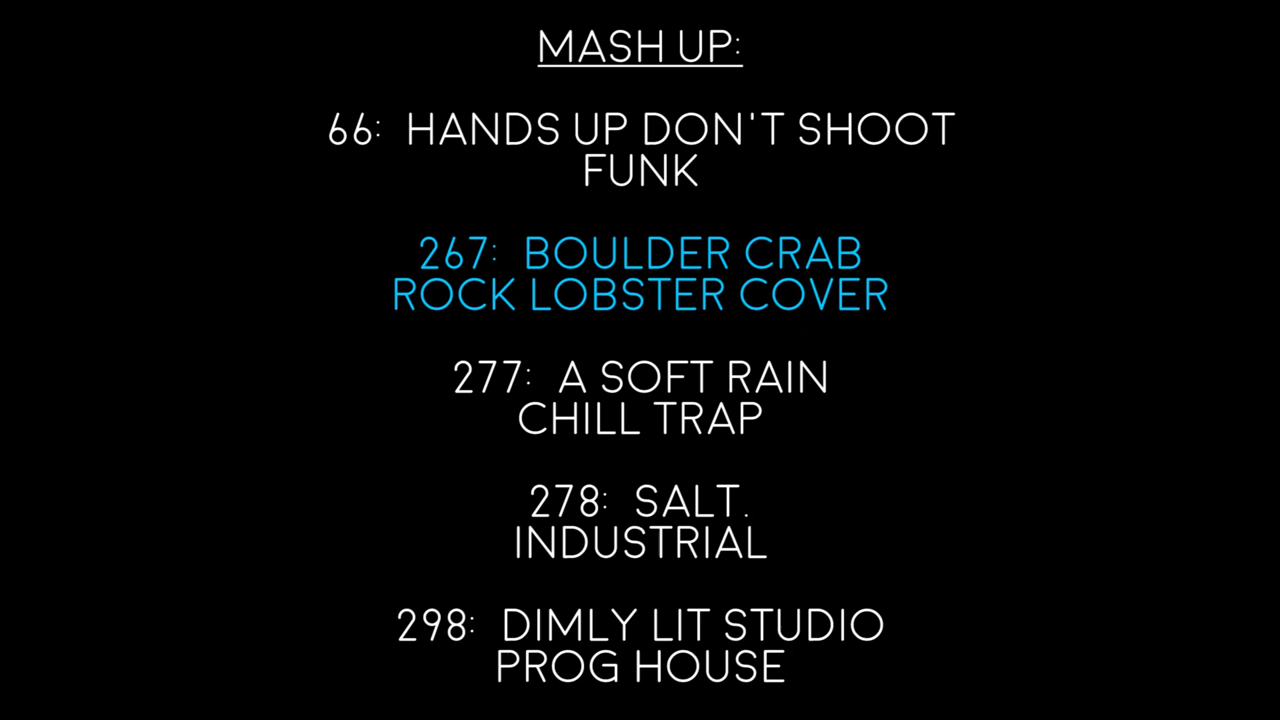 MASH UP:
66: HANDS UP DON'T SHOOT
FUNK
267: BOULDER CRAB
ROCK LOBSTER COVER
277: A SOFT RAIN
CHILL TRAP
278: SALT.
INDUSTRIAL
298: DIMLY LIT STUDIO
PROG HOUSE